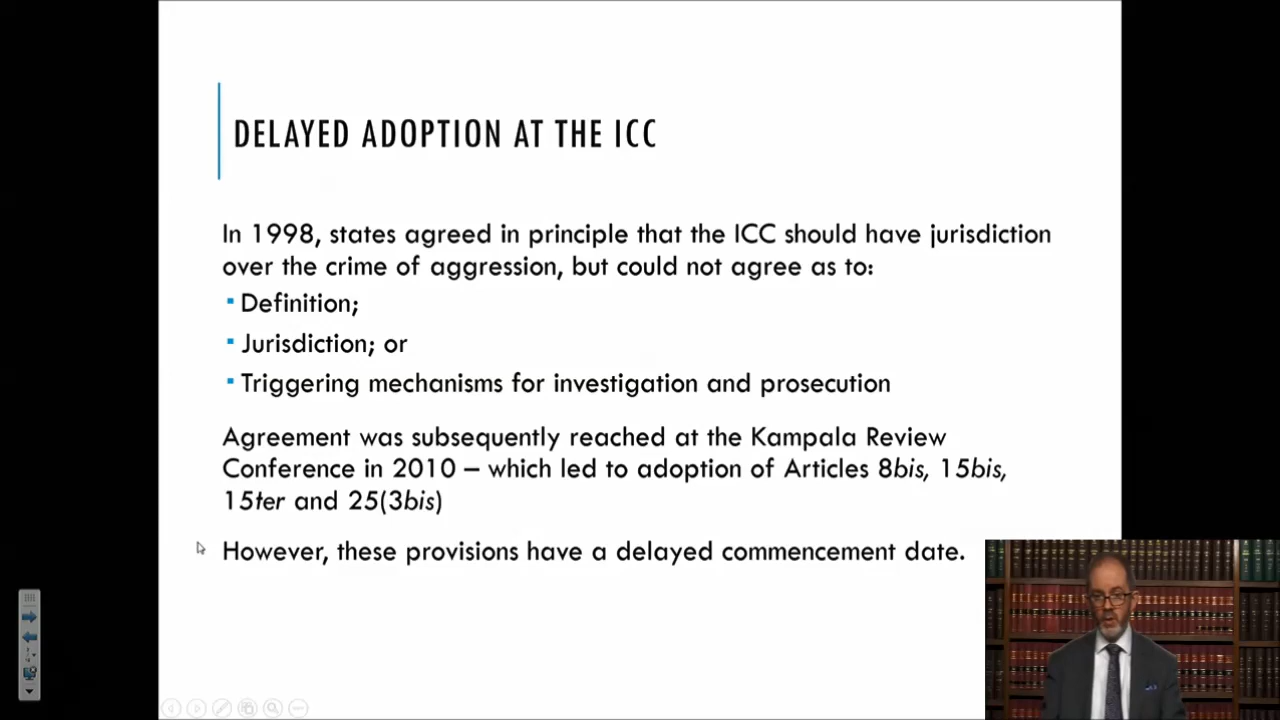 DELAYED ADOPTION AT THE ICC
In 1998, states agreed in principle that the ICC should have jurisdiction
over the crime of aggression, but could not agree as to:
▪ Definition;
▪ Jurisdiction; or
▪ Triggering mechanisms for investigation and prosecution
Agreement was subsequently reached at the Kampala Review
Conference in 2010 – which led to adoption of Articles 8bis, 15bis,
15ter and 25(3bis)
However, these provisions have a delayed commencement date.